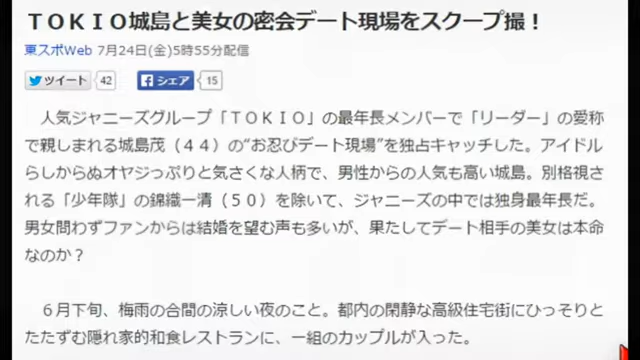 ＴＯＫＩＯ城島と美女の密会デート現場をスクープ撮！
東スポWeb 7月24日(金)5時55分配信
ツイート 42 シェア 15
人気ジャニーズグループ「ＴＯＫＩＯ」の最年長メンバーで「リーダー」の愛称
で親しまれる城島茂（４４）の“お忍びデート現場”を独占キャッチした。アイドル
らしからぬオヤジっぷりと気さくな人柄で、男性からの人気も高い城島。別格視さ
れる「少年隊」の錦織一清（５０）を除いて、ジャニーズの中では独身最年長だ。
男女問わずファンからは結婚を望む声も多いが、果たしてデート相手の美女は本命
なのか？
６月下旬、梅雨の合間の涼しい夜のこと。都内の閑静な高級住宅街にひっそりと
たたずむ隠れ家的和食レストランに、一組のカップルが入った。